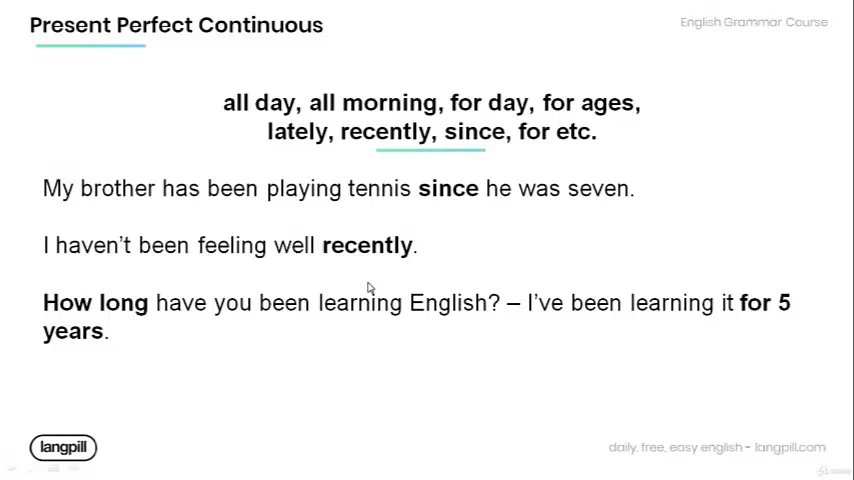 Present Perfect Continuous
English Grammar Course
all day, all morning, for day, for ages,
lately, recently, since, for etc.
My brother has been playing tennis since he was seven.
I haven't been feeling well recently.
How long have you been learning English? – I've been learning it for 5
years.
langpill
daily, free, easy english - langpill.com